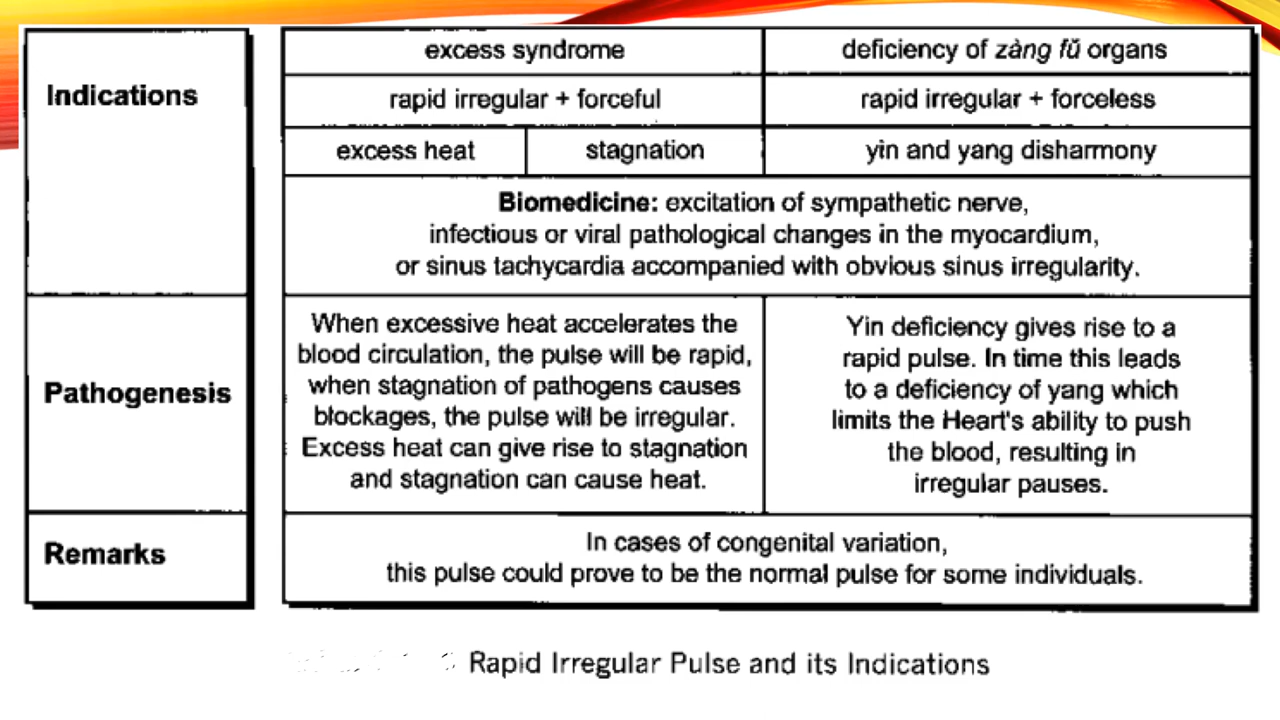 Indications
excess syndrome
deficiency of zàng fŭ organs
rapid irregular + forceful
rapid irregular + forceless
excess heat
stagnation
yin and yang disharmony
Biomedicine: excitation of sympathetic nerve,
infectious or viral pathological changes in the myocardium,
or sinus tachycardia accompanied with obvious sinus irregularity.
Pathogenesis
When excessive heat accelerates the
blood circulation, the pulse will be rapid,
when stagnation of pathogens causes
blockages, the pulse will be irregular.
Excess heat can give rise to stagnation
and stagnation can cause heat.
Yin deficiency gives rise to a
rapid pulse. In time this leads
to a deficiency of yang which
limits the Heart's ability to push
the blood, resulting in
irregular pauses.
Remarks
In cases of congenital variation,
this pulse could prove to be the normal pulse for some individuals.
Rapid Irregular Pulse and its Indications